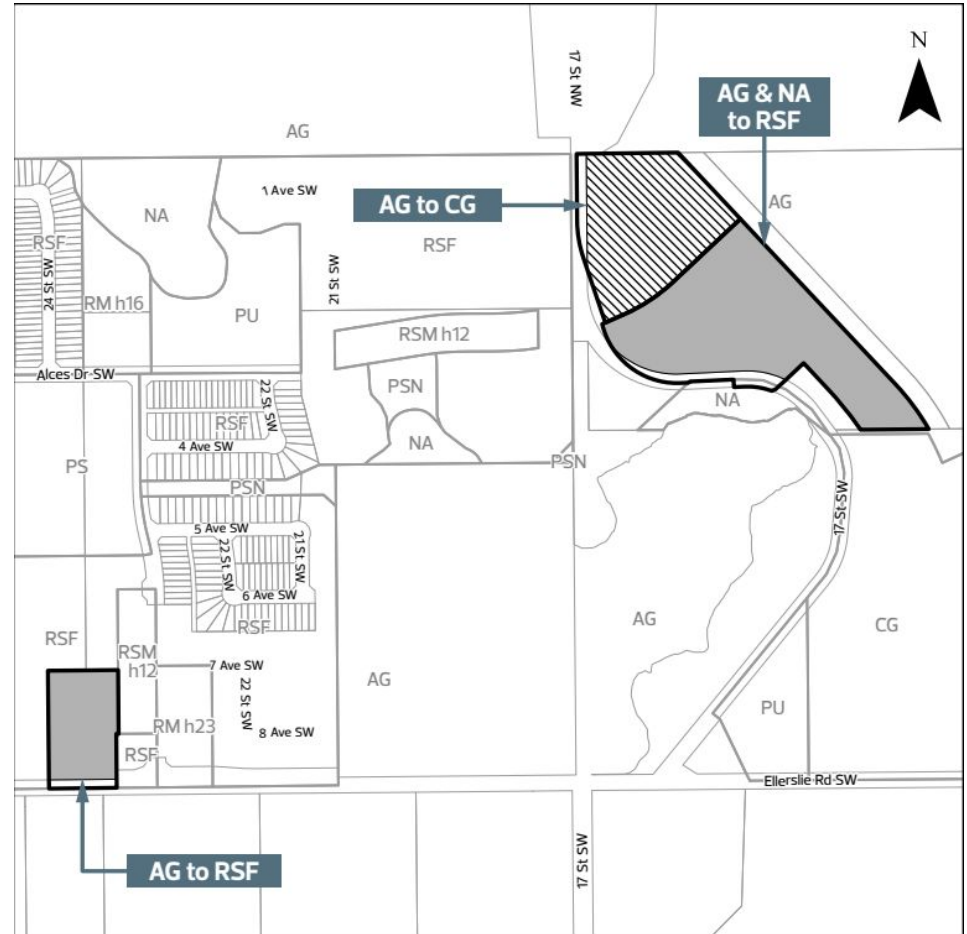 N
17 St NW
AG & NA
to RSF
AG
1 Ave SW
AG to CG
AG
NA
RSF
RSF
24 St SW
21 St SW
RM h16
PU
RSM h12
Alces Dr SW
PSN
22 St SW
RSF
NA
4 Ave SW
NA
PS
PSN
PSN
5 Ave SW
22 St SW
21 St SW
17 St SW
6 Ave SW
RSF
AG
CG
RSF
RSM
h12
7 Ave SW
AG
22 St SW
PU
RM h23
8 Ave SW
RSF
Ellerslie Rd SW
AG to RSF
17 St SW